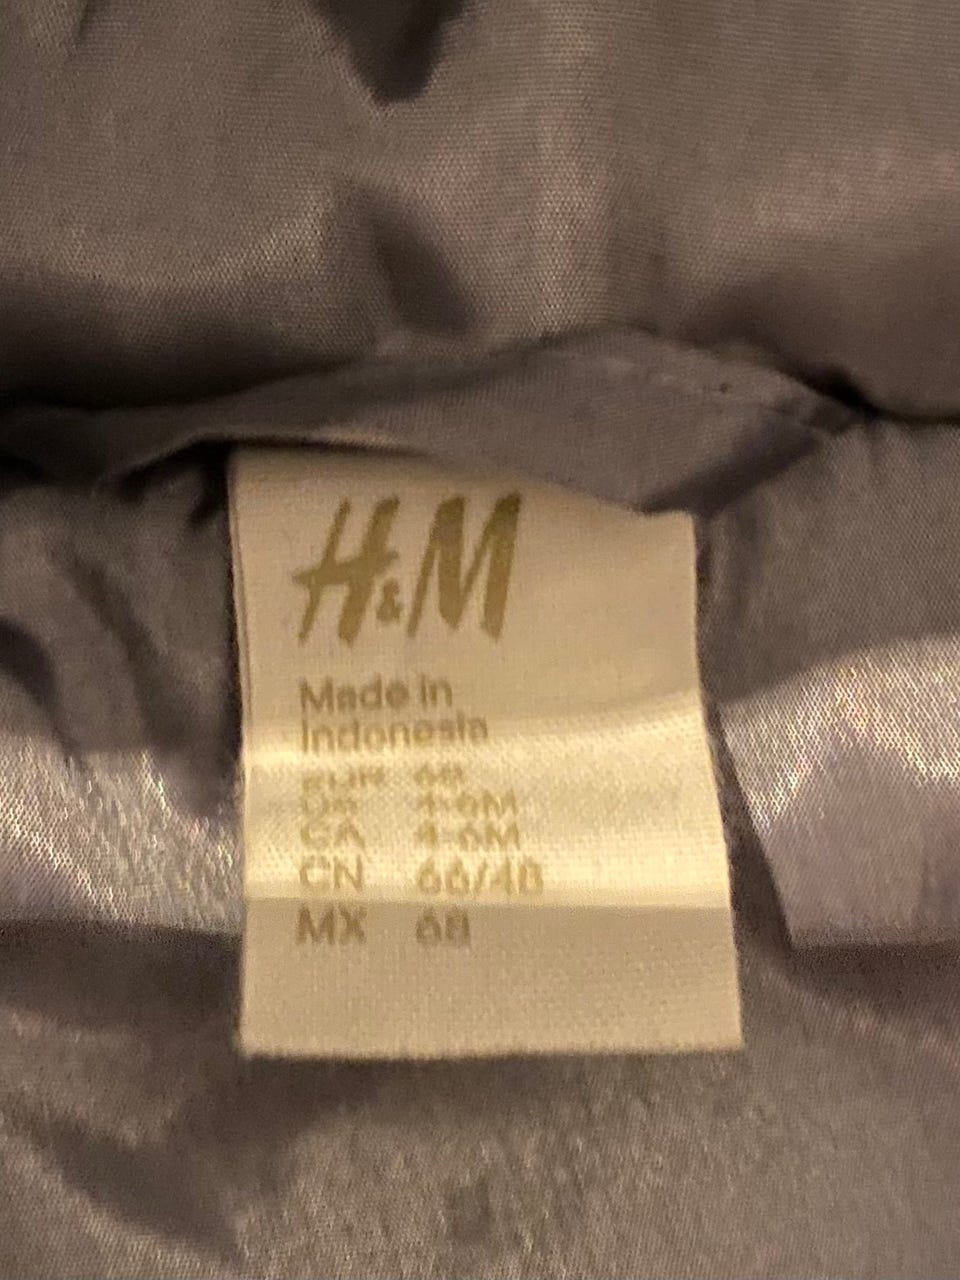 H&M
Made in
Indonesia
EUR 68
US 4-6M
CA 4-6M
CN 66/48
MX 68